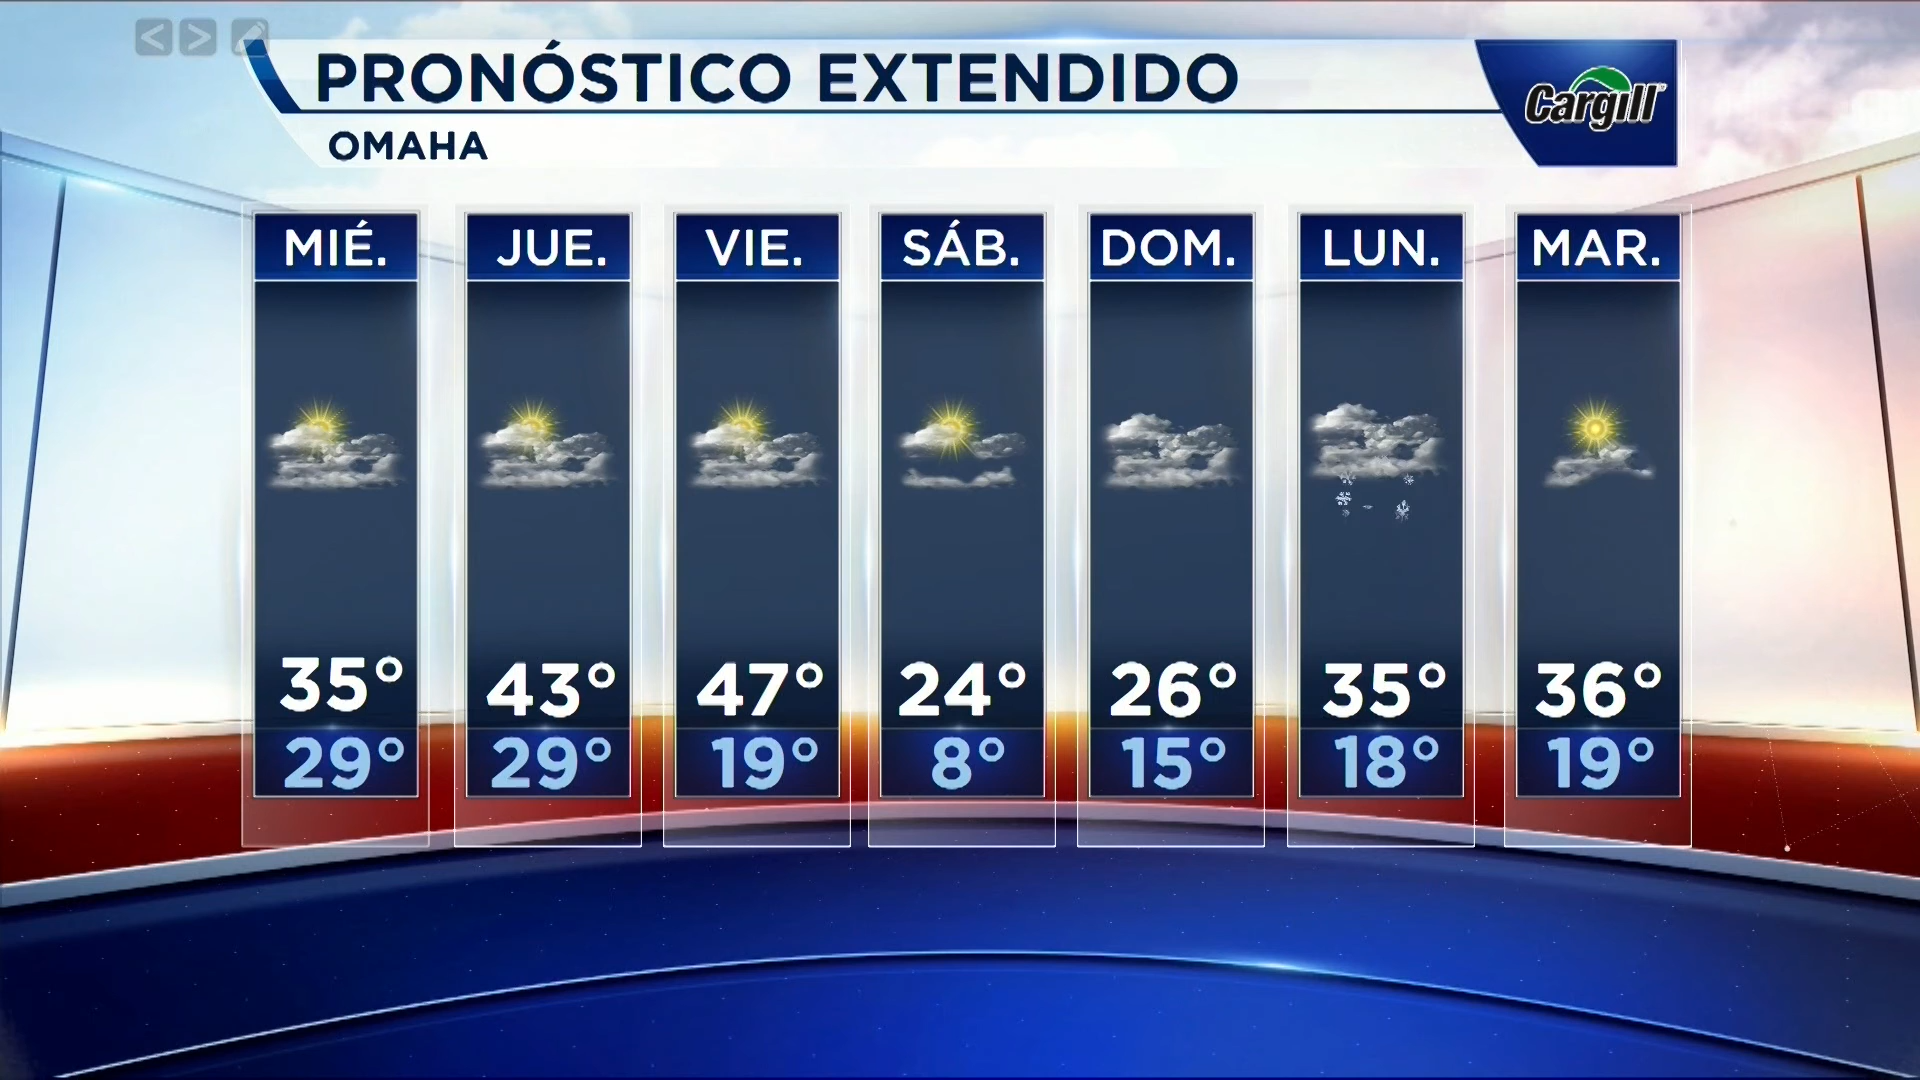 PRONÓSTICO EXTENDIDO
Cargill
OMAHA
MIÉ. JUE. VIE. SÁB. DOM. LUN. MAR.
35° 43° 47° 24° 26° 35° 36°
29° 29° 19° 8° 15° 18° 19°